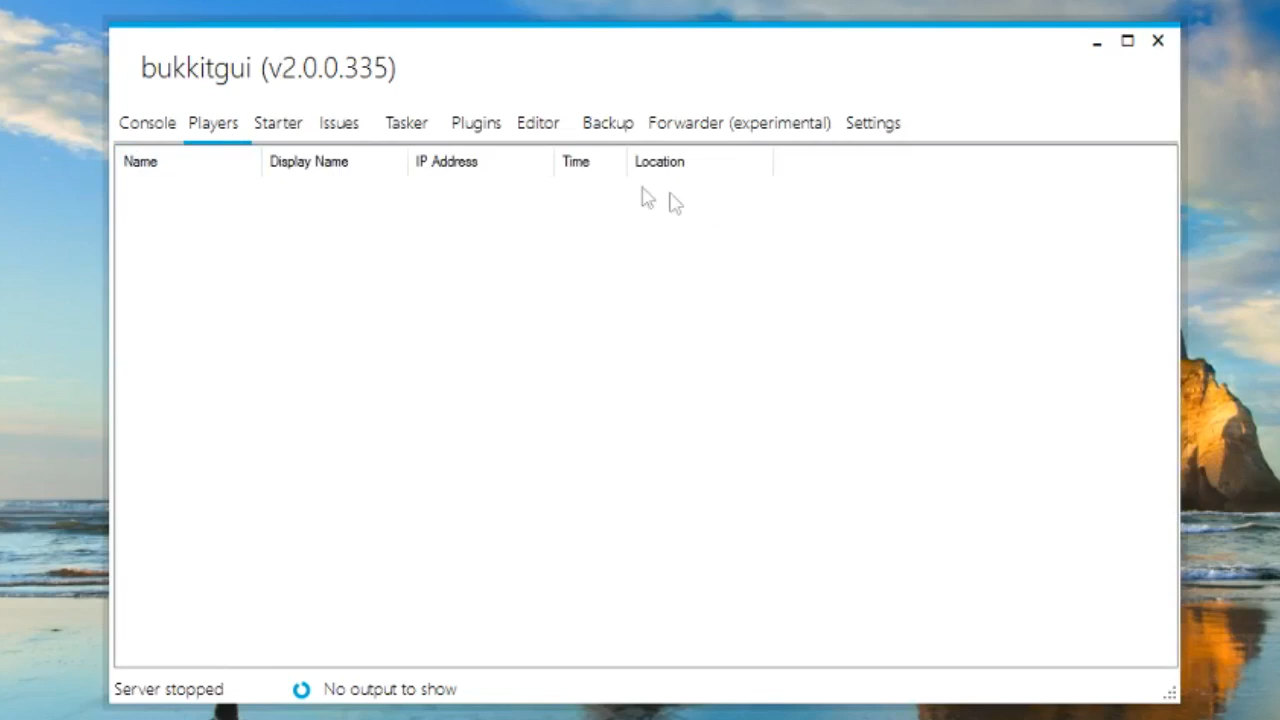 bukkitgui (v2.0.0.335)
Console Players Starter Issues Tasker Plugins Editor Backup Forwarder (experimental) Settings
Name Display Name IP Address Time Location
Server stopped No output to show